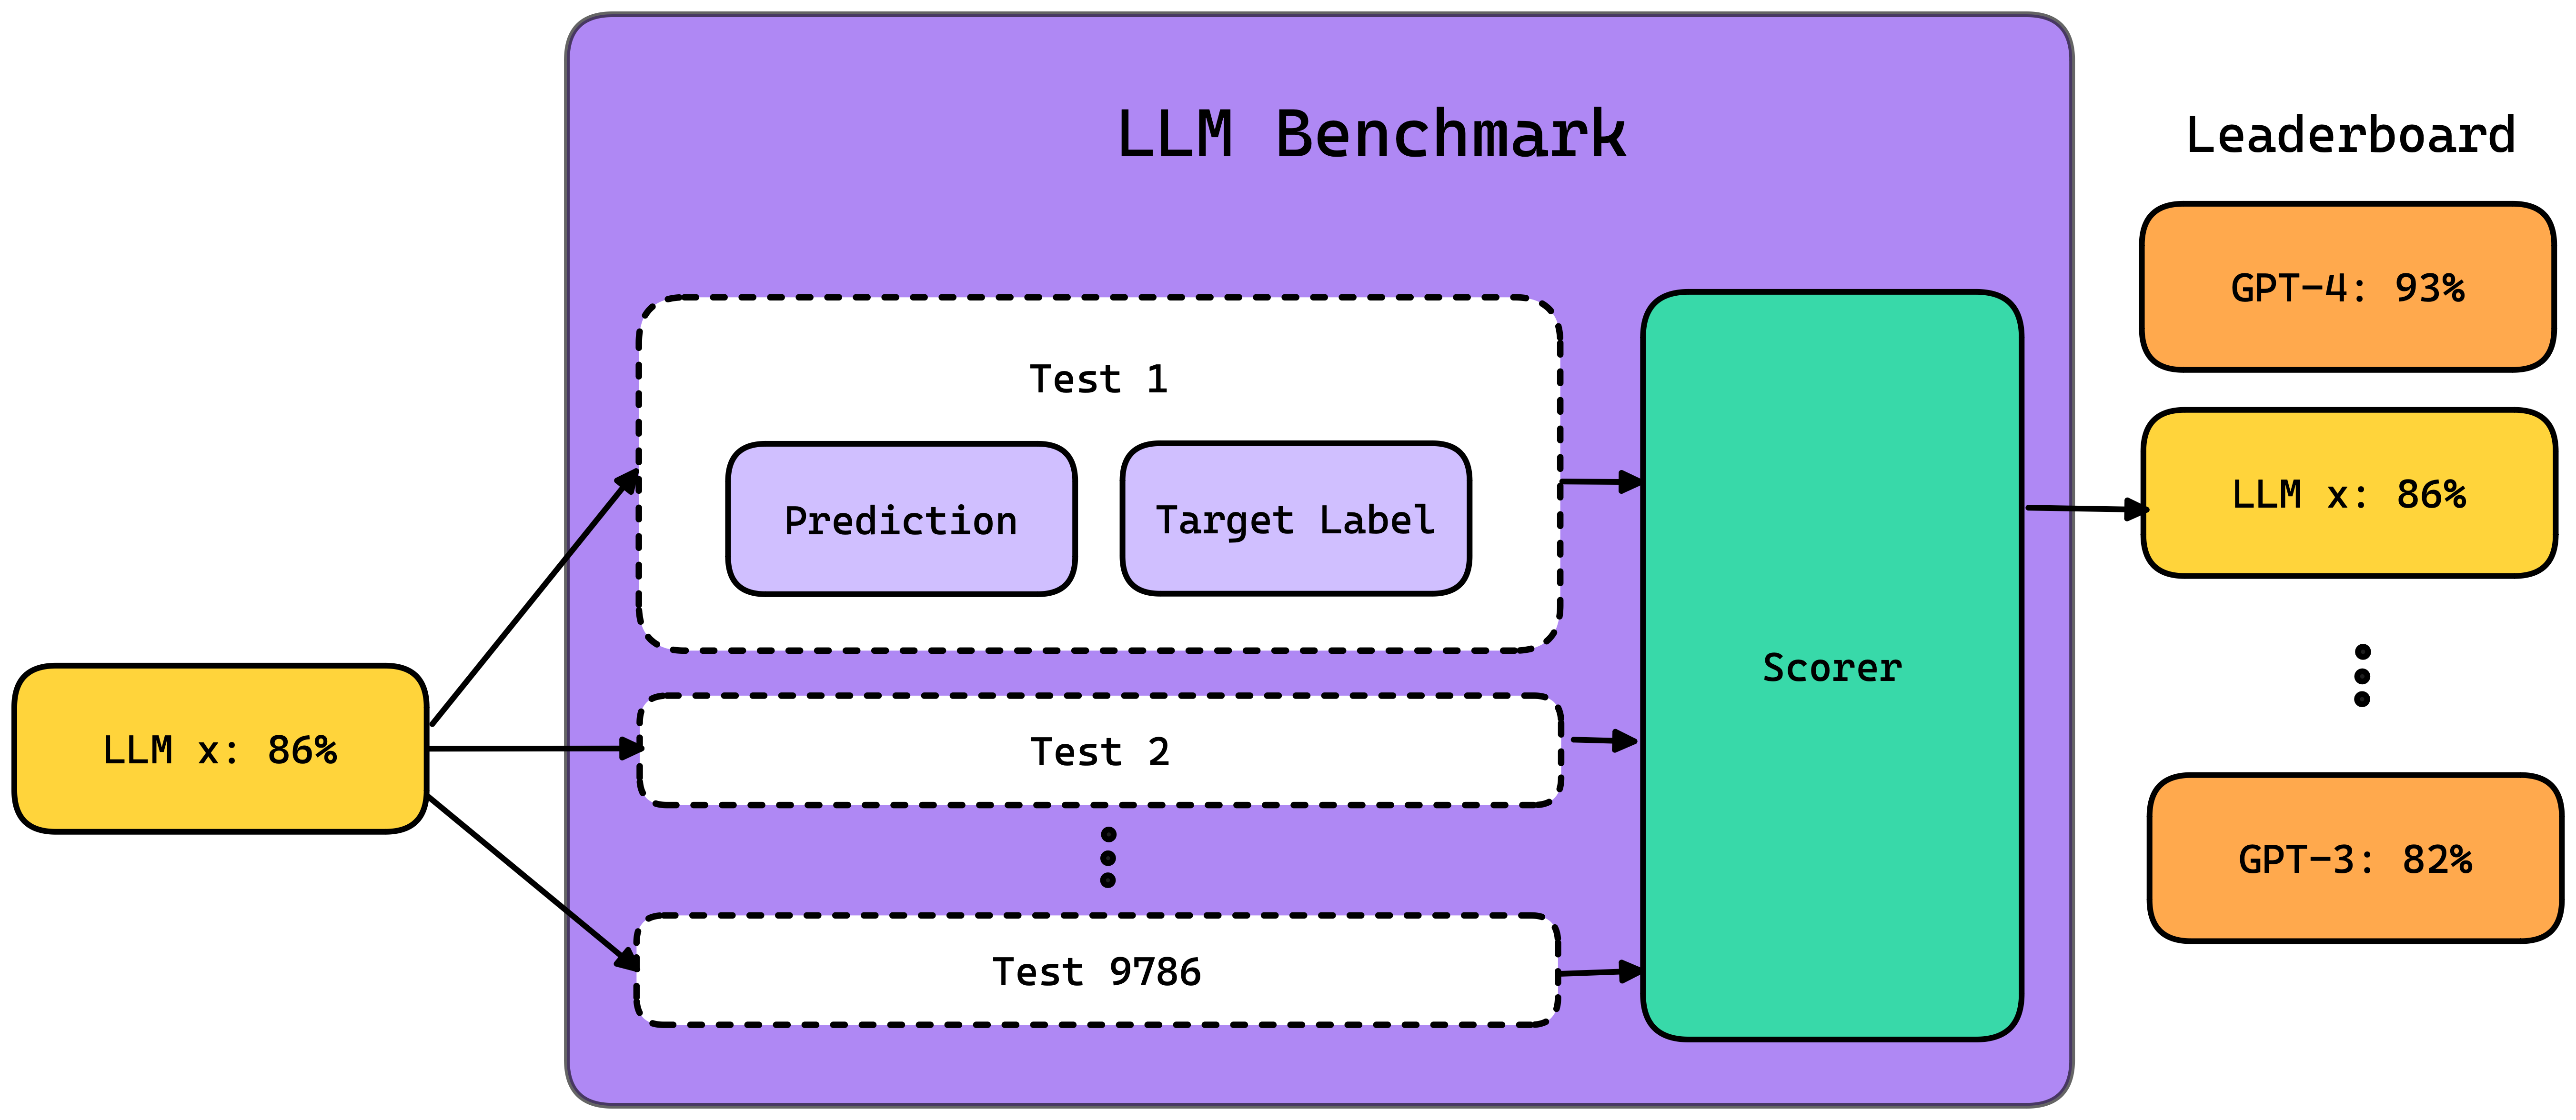 LLM Benchmark
Leaderboard
GPT-4: 93%
Test 1
LLM x: 86%
Prediction
Target Label
Scorer
LLM x: 86%
Test 2
GPT-3: 82%
Test 9786